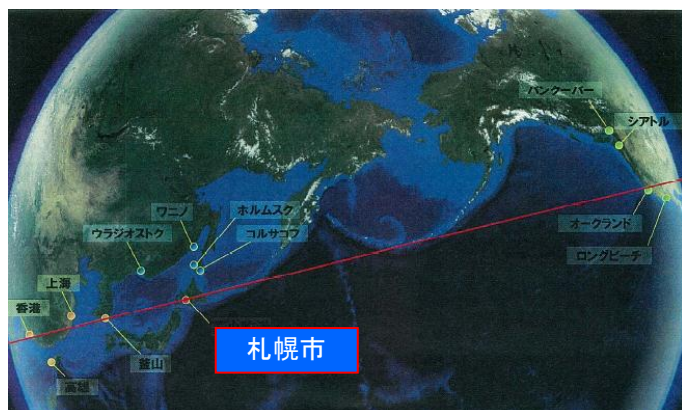 バンクーバー
シアトル
ワニノ
ホルムスク
ウラジオストク
コルサコフ
オークランド
ロングビーチ
上海
香港
札幌市
釜山
高雄